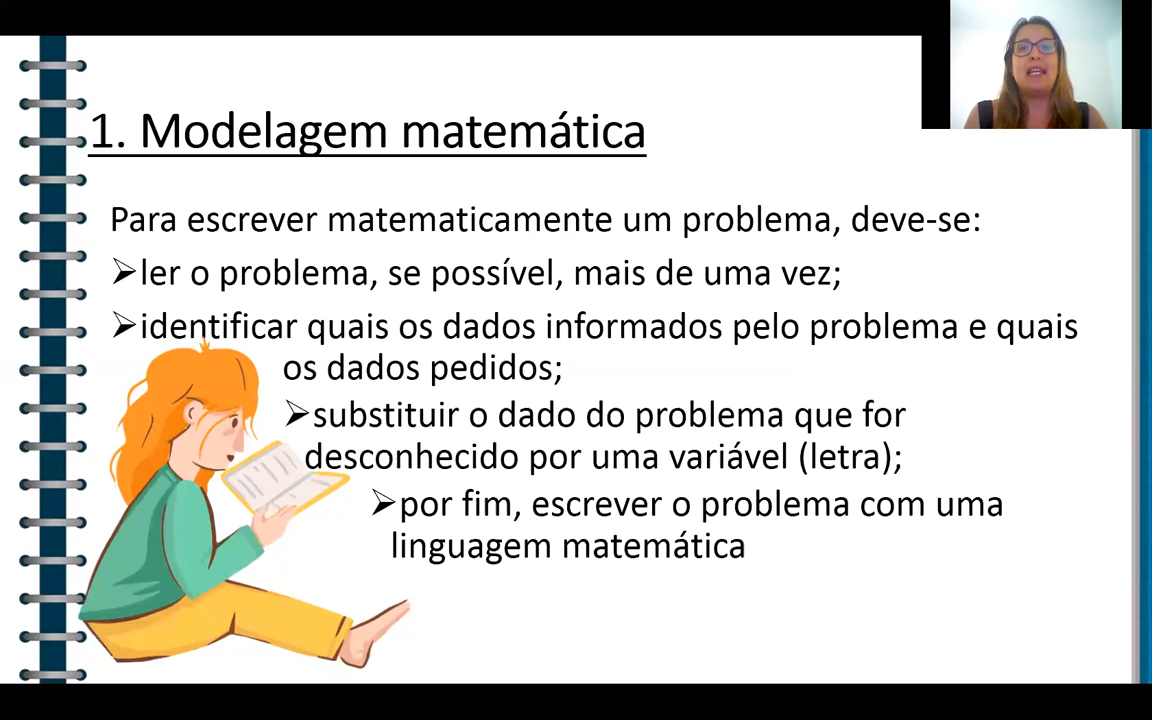 1. Modelagem matemática
Para escrever matematicamente um problema, deve-se:
➢ler o problema, se possível, mais de uma vez;
➢identificar quais os dados informados pelo problema e quais
os dados pedidos;
➢substituir o dado do problema que for
desconhecido por uma variável (letra);
➢por fim, escrever o problema com uma
linguagem matemática